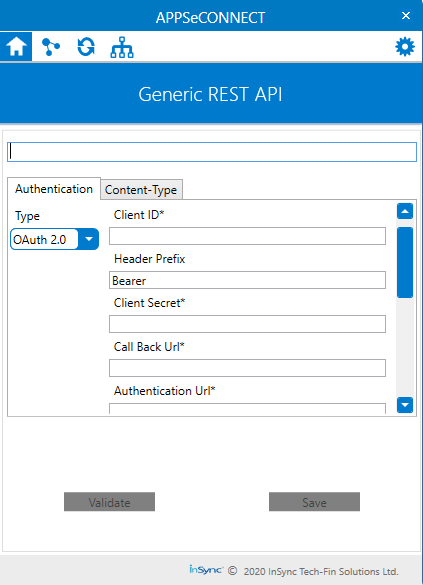 APPSeCONNECT
Generic REST API
Authentication
Content-Type
Type
OAuth 2.0
Client ID*
Header Prefix
Bearer
Client Secret*
Call Back Url*
Authentication Url*
Validate
Save
InSync © 2020 InSync Tech-Fin Solutions Ltd.